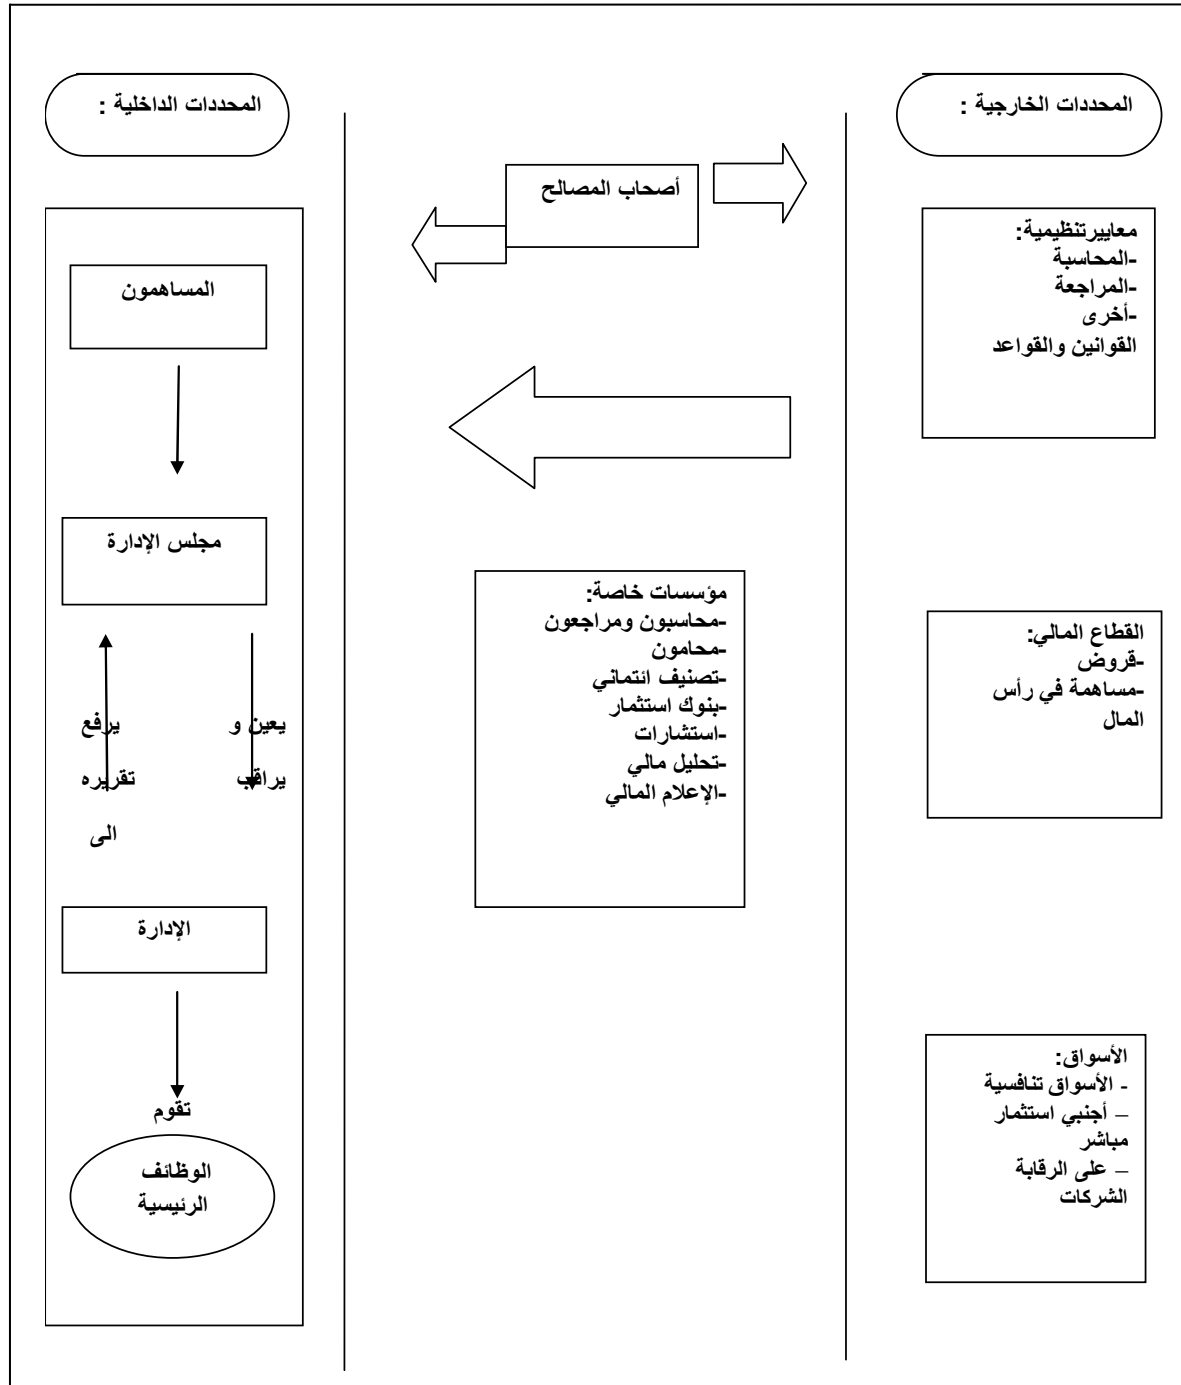 المحددات الخارجية :
معاييرتنظيمية:
-المحاسبة
-المراجعة
-أخرى
القوانين والقواعد
القطاع المالي:
-قروض
-مساهمة في رأس
المال
الأسواق:
- الأسواق تنافسية
– أجنبي استثمار
مباشر
– على الرقابة
الشركات
أصحاب المصالح
مؤسسات خاصة:
-محاسبون ومراجعون
-محامون
-تصنيف ائتماني
-بنوك استثمار
-استشارات
-تحليل مالي
-الإعلام المالي
المحددات الداخلية :
المساهمون
مجلس الإدارة
يعين و
يراقب
يرفع
تقريره
الى
الإدارة
تقوم
الوظائف
الرئيسية